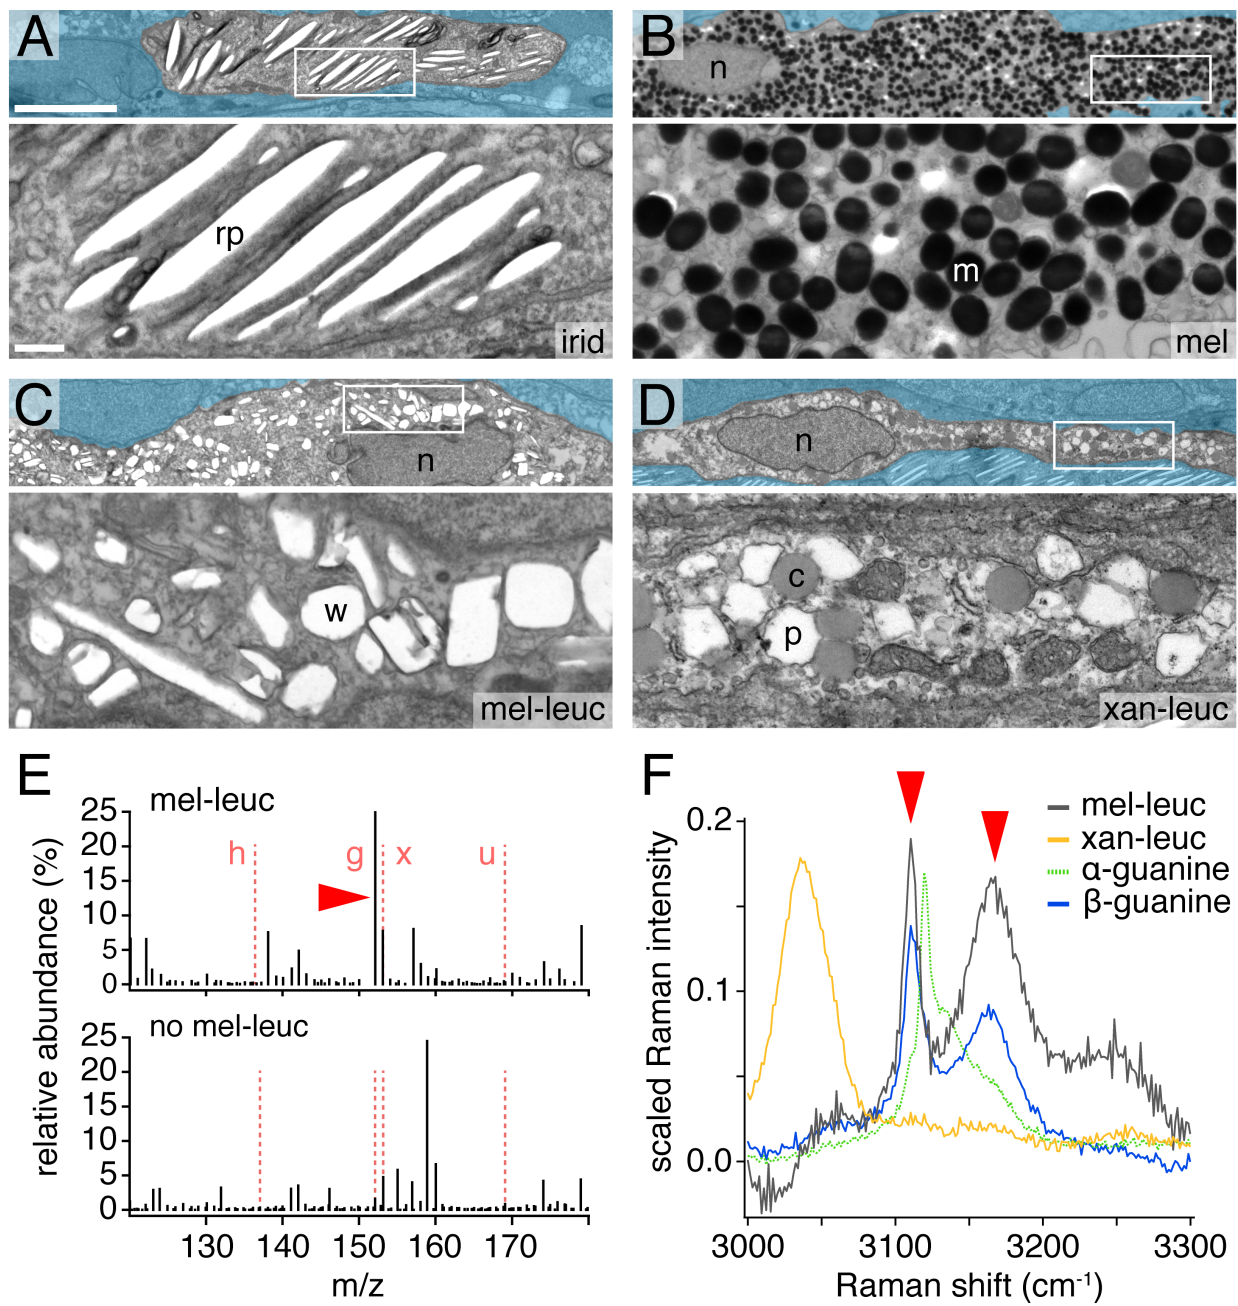 A
rp
irid
B
n
m
mel
C
n
w
mel-leuc
D
n
c
p
xan-leuc
E
mel-leuc
25
20
15
10
5
0
h
g
x
u
no mel-leuc
25
20
15
10
5
0
relative abundance (%)
130 140 150 160 170
m/z
F
mel-leuc
xan-leuc
α-guanine
β-guanine
0.2
0.1
0.0
scaled Raman intensity
3000 3100 3200 3300
Raman shift (cm⁻¹)